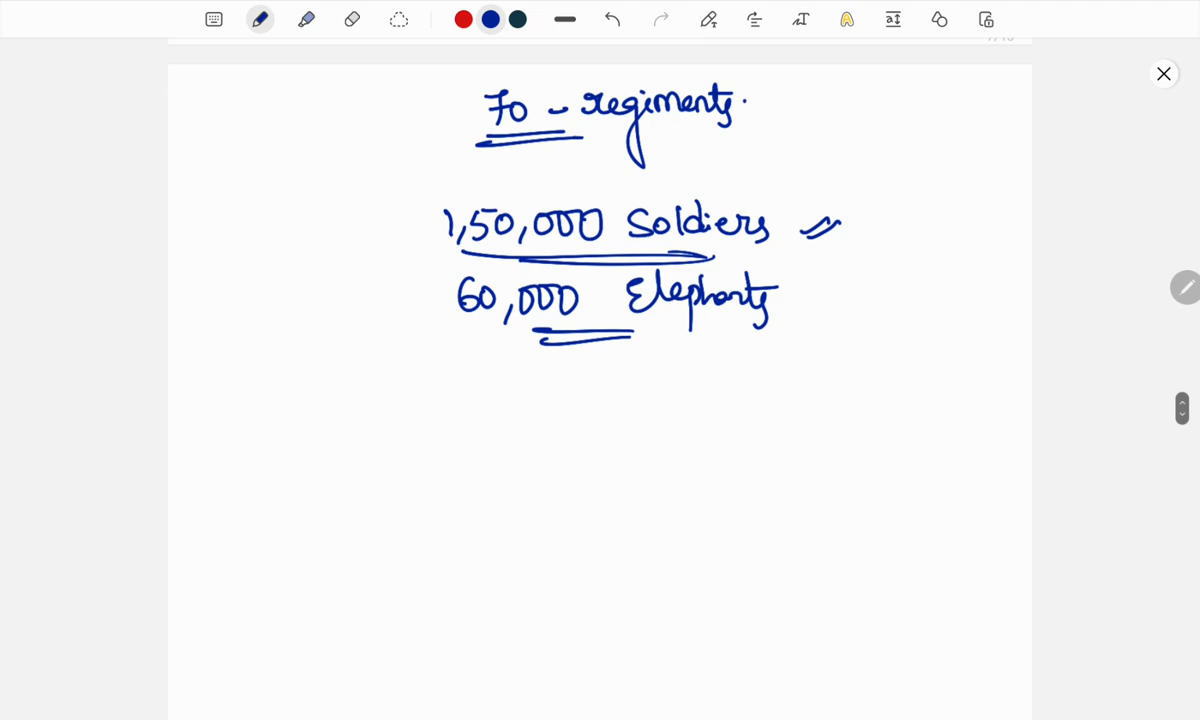 70 - regiments.
1,50,000 Soldiers
60,000 Elephants